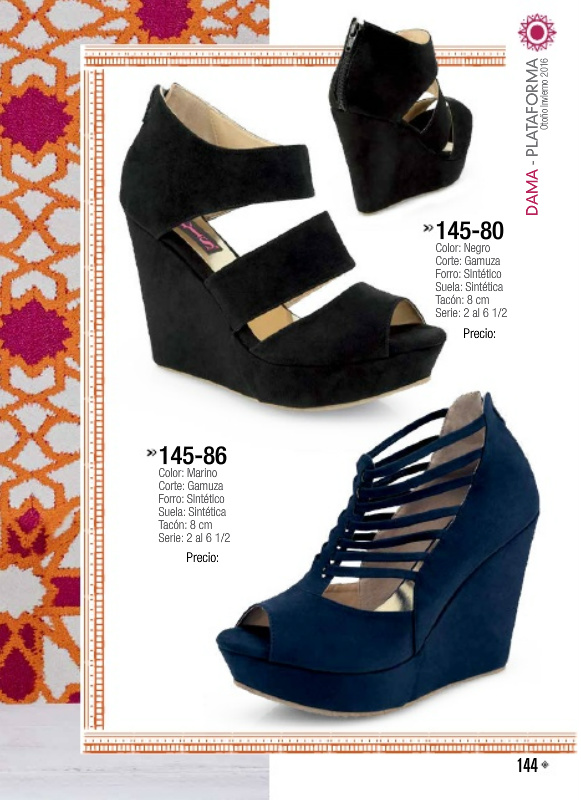 DAMA - PLATAFORMA
Otoño Invierno 2016
145-80
Color: Negro
Corte: Gamuza
Forro: Sintético
Suela: Sintética
Tacón: 8 cm
Serie: 2 al 6 1/2
Precio:
145-86
Color: Marino
Corte: Gamuza
Forro: Sintético
Suela: Sintética
Tacón: 8 cm
Serie: 2 al 6 1/2
Precio:
144